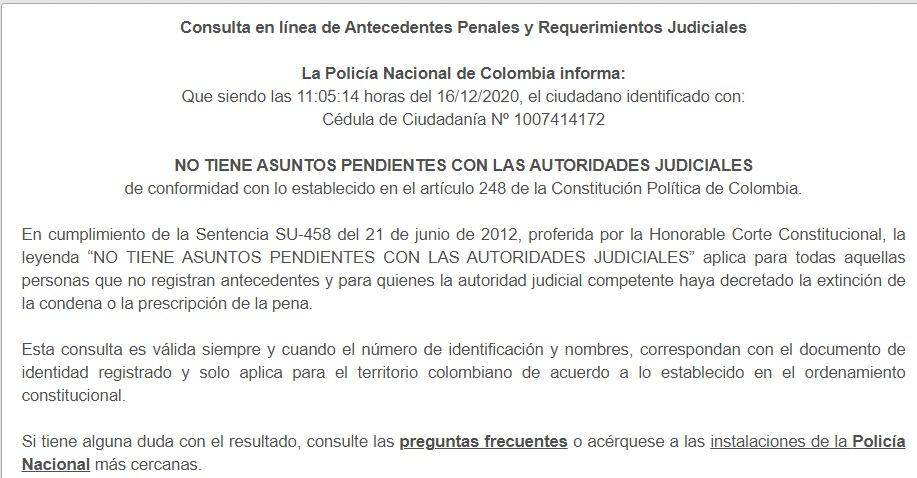 Consulta en línea de Antecedentes Penales y Requerimientos Judiciales
La Policía Nacional de Colombia informa:
Que siendo las 11:05:14 horas del 16/12/2020, el ciudadano identificado con:
Cédula de Ciudadanía Nº 1007414172
NO TIENE ASUNTOS PENDIENTES CON LAS AUTORIDADES JUDICIALES
de conformidad con lo establecido en el artículo 248 de la Constitución Política de Colombia.
En cumplimiento de la Sentencia SU-458 del 21 de junio de 2012, proferida por la Honorable Corte Constitucional, la
leyenda “NO TIENE ASUNTOS PENDIENTES CON LAS AUTORIDADES JUDICIALES” aplica para todas aquellas
personas que no registran antecedentes y para quienes la autoridad judicial competente haya decretado la extinción de
la condena o la prescripción de la pena.
Esta consulta es válida siempre y cuando el número de identificación y nombres, correspondan con el documento de
identidad registrado y solo aplica para el territorio colombiano de acuerdo a lo establecido en el ordenamiento
constitucional.
Si tiene alguna duda con el resultado, consulte las preguntas frecuentes o acérquese a las instalaciones de la Policía
Nacional más cercanas.